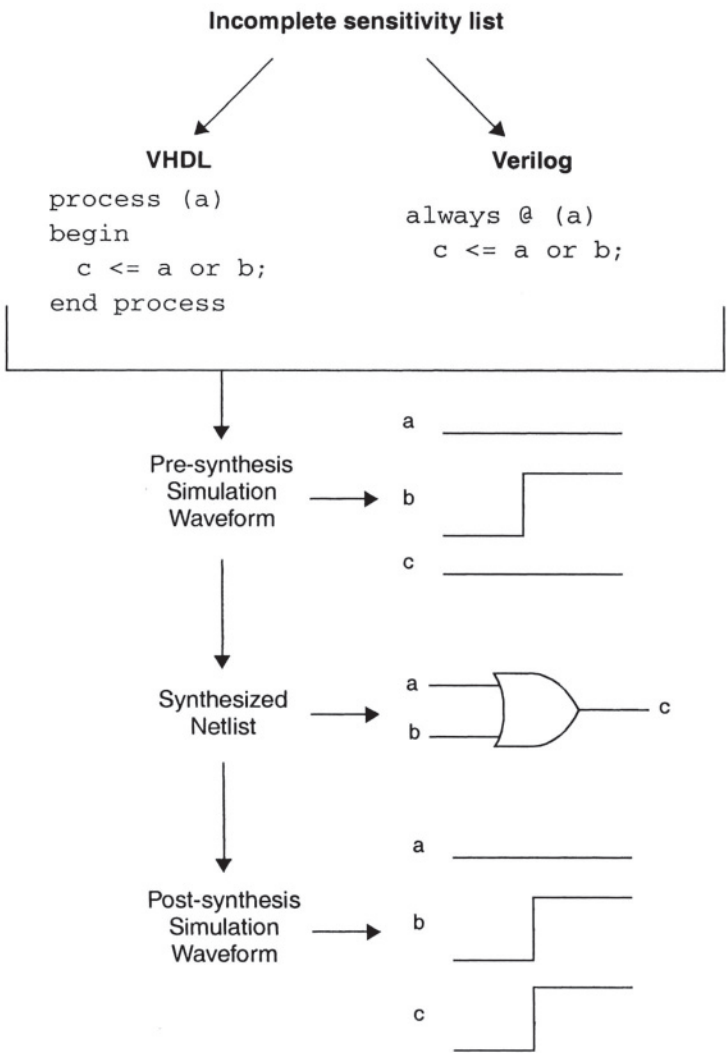 Incomplete sensitivity list
VHDL
process (a)
begin
  c <= a or b;
end process
Verilog
always @ (a)
  c <= a or b;
Pre-synthesis
Simulation
Waveform
a
b
c
Synthesized
Netlist
a
b
c
Post-synthesis
Simulation
Waveform
a
b
c